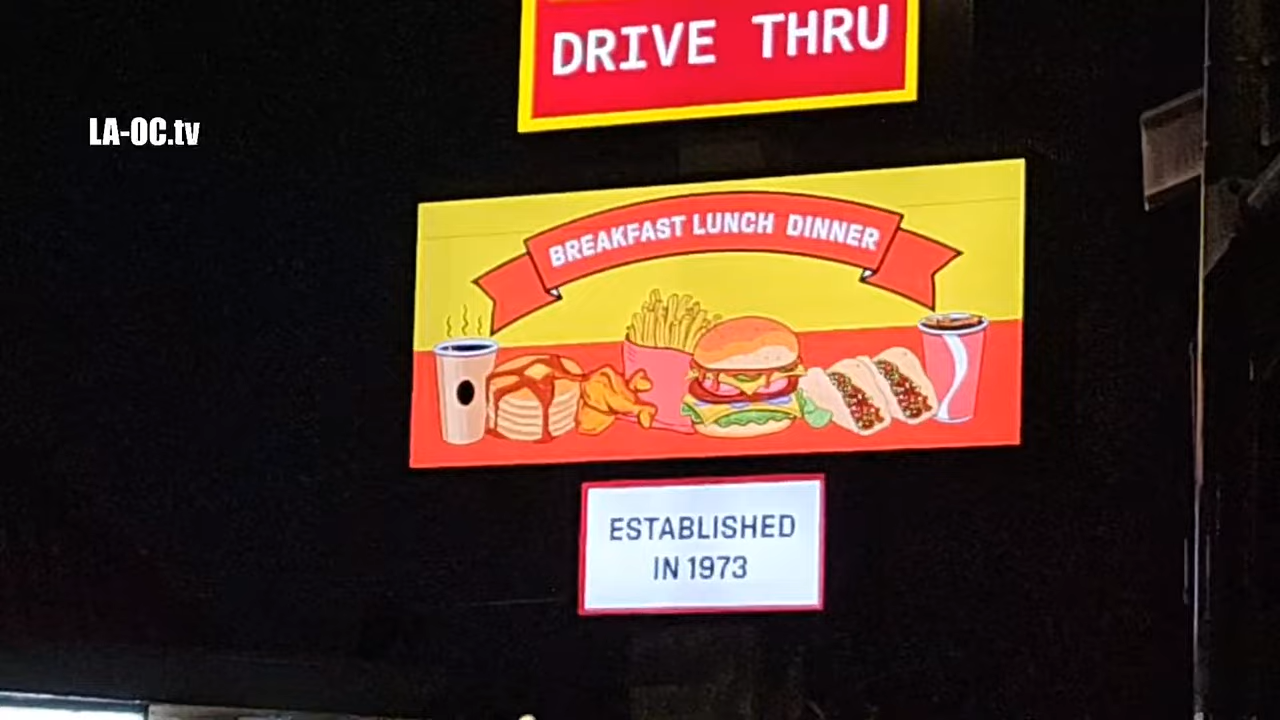 DRIVE THRU
LA-OC.tv
BREAKFAST LUNCH DINNER
ESTABLISHED
IN 1973